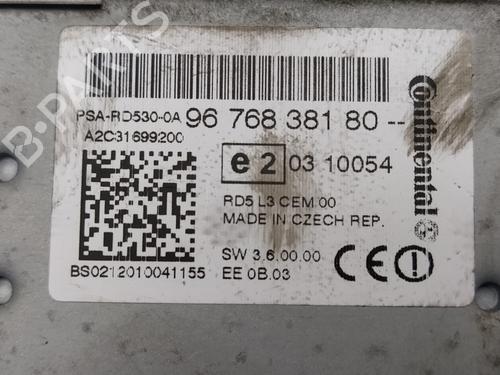 PSA-RD530-0A 96 768 381 80 --
A2C31699200
e2 03 10054
RD5 L3 CEM 00
MADE IN CZECH REP.
SW 3.6.00.00
BS0212010041155 EE 0B.03
CE
Continental
B-PARTS